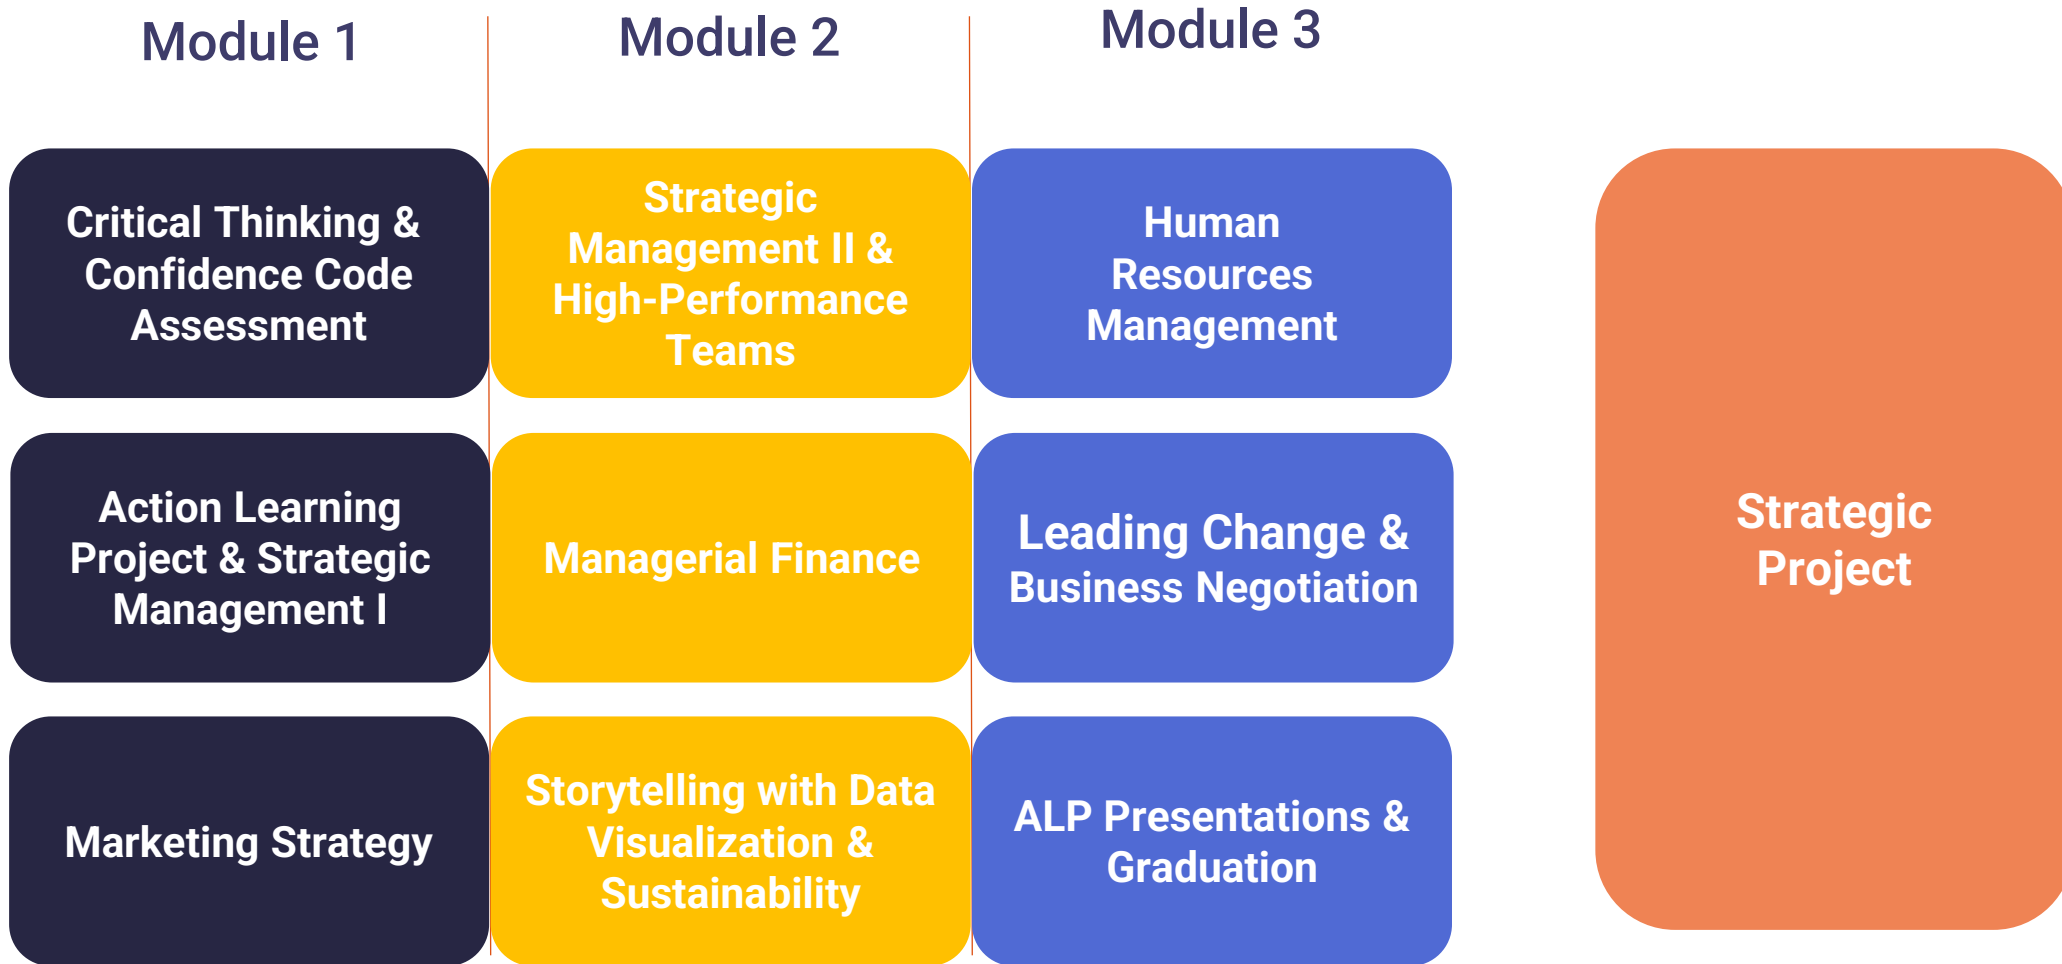 Module 1
Module 2
Module 3
Critical Thinking &
Confidence Code
Assessment
Strategic
Management II &
High-Performance
Teams
Human
Resources
Management
Action Learning
Project & Strategic
Management I
Managerial Finance
Leading Change &
Business Negotiation
Strategic
Project
Marketing Strategy
Storytelling with Data
Visualization &
Sustainability
ALP Presentations &
Graduation